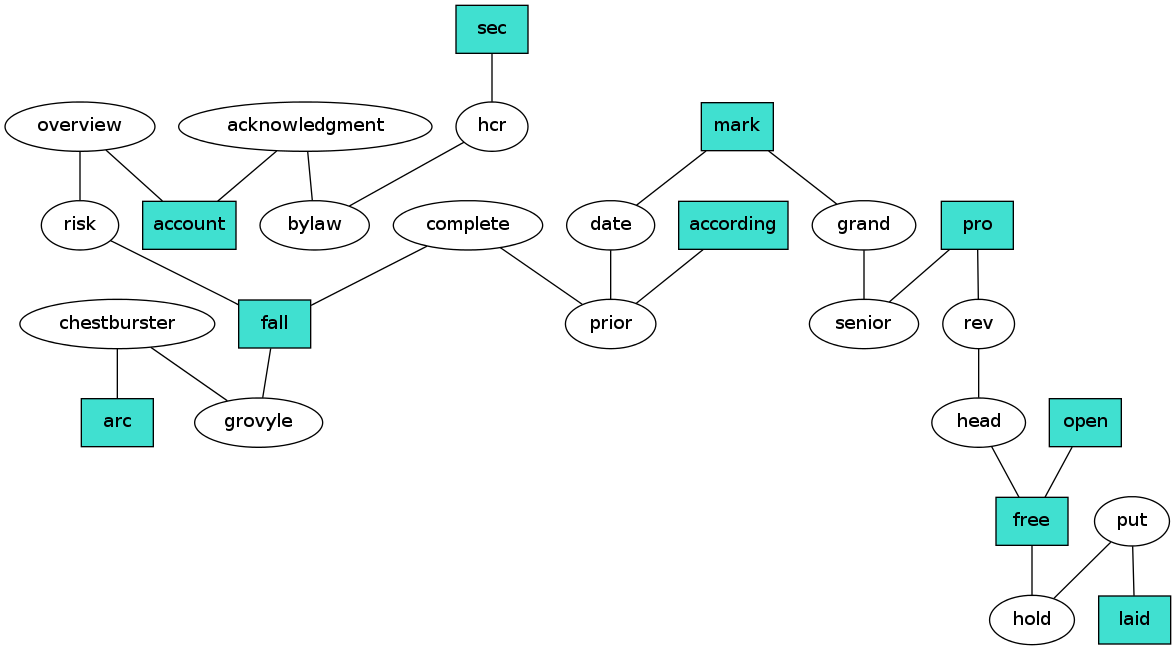 sec
overview
acknowledgment
hcr
mark
risk
account
bylaw
complete
date
according
grand
pro
chestburster
fall
prior
senior
rev
arc
grovyle
head
open
free
put
hold
laid